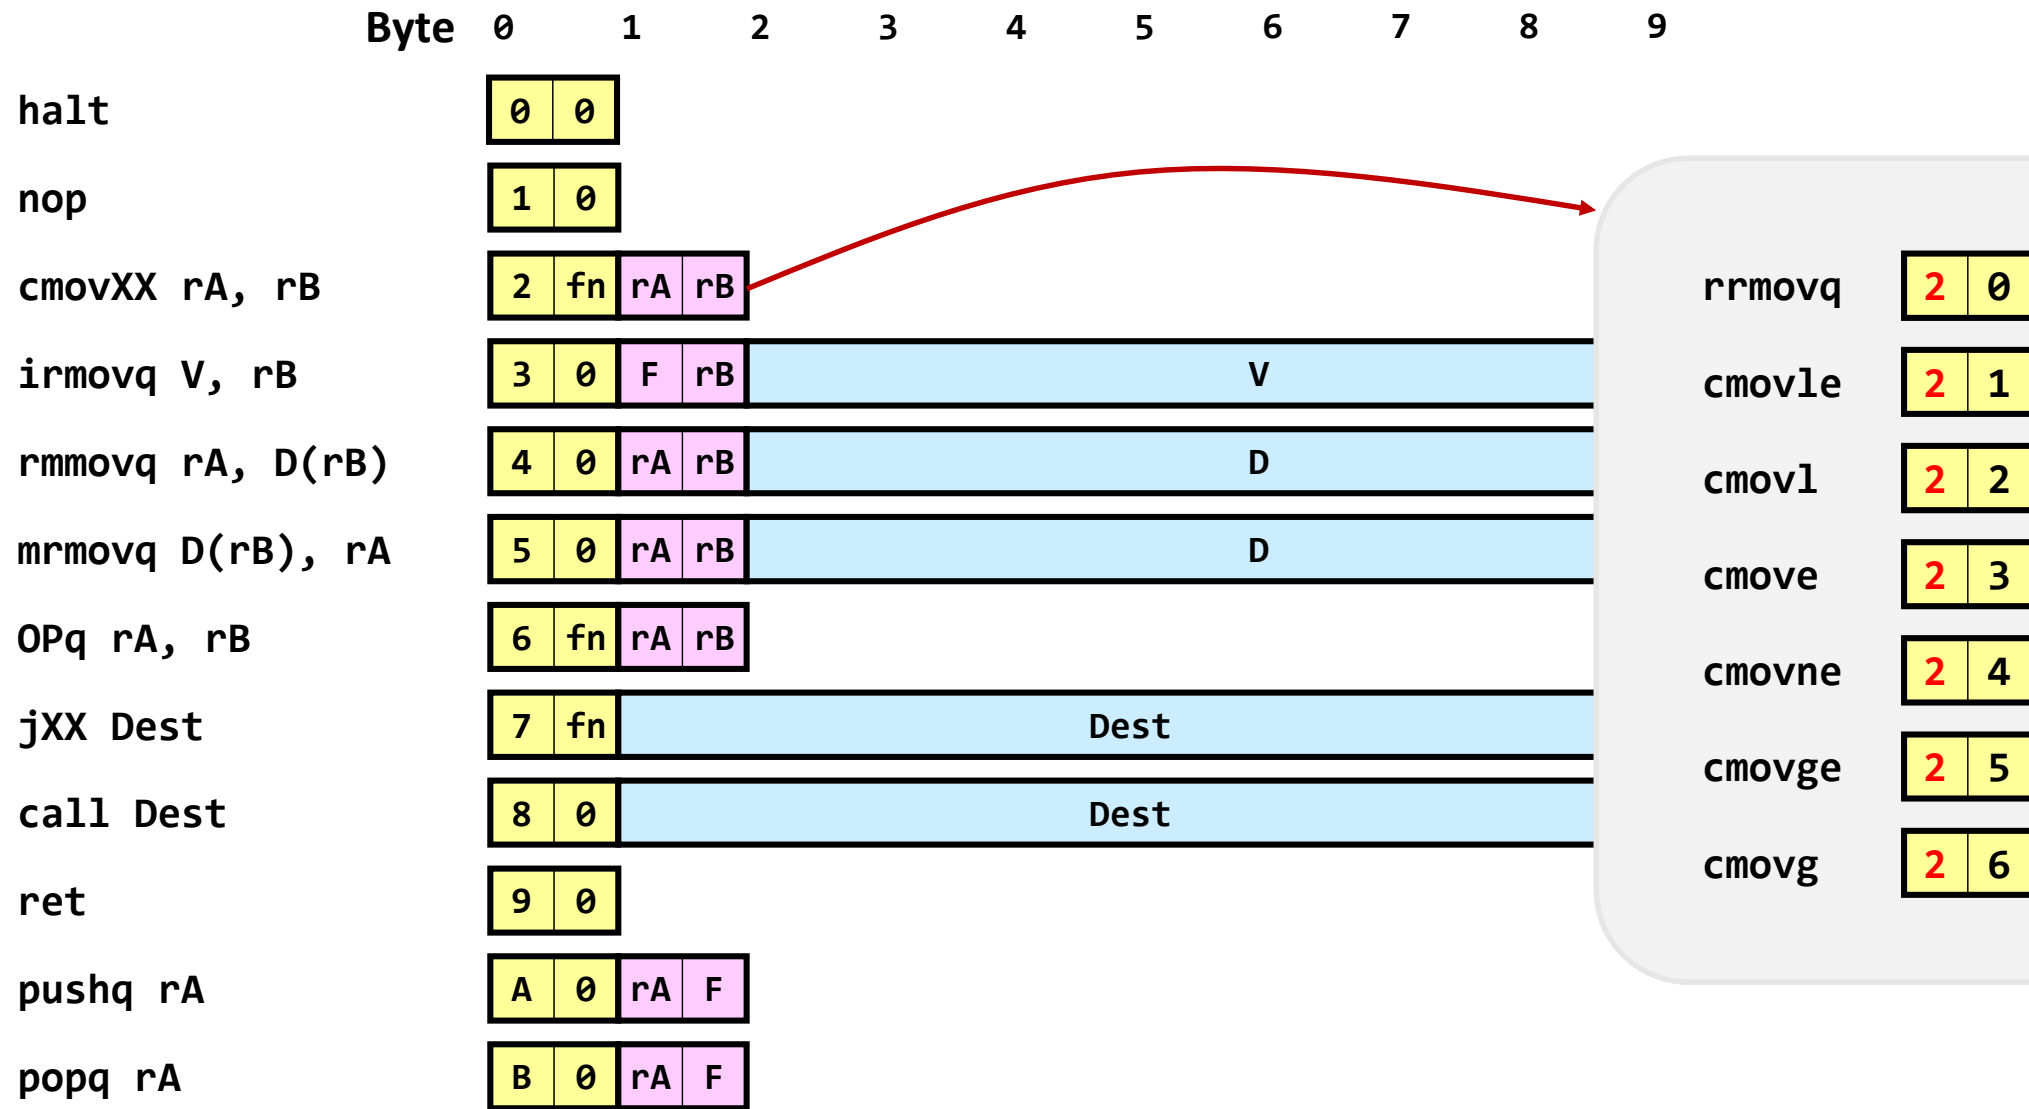 Byte 0 1 2 3 4 5 6 7 8 9
halt 0 0
nop 1 0
cmovXX rA, rB 2 fn rA rB rrmovq 2 0
irmovq V, rB 3 0 F rB V cmovle 2 1
rmmovq rA, D(rB) 4 0 rA rB D cmovl 2 2
mrmovq D(rB), rA 5 0 rA rB D cmove 2 3
OPq rA, rB 6 fn rA rB cmovne 2 4
jXX Dest 7 fn Dest cmovge 2 5
call Dest 8 0 Dest cmovg 2 6
ret 9 0
pushq rA A 0 rA F
popq rA B 0 rA F